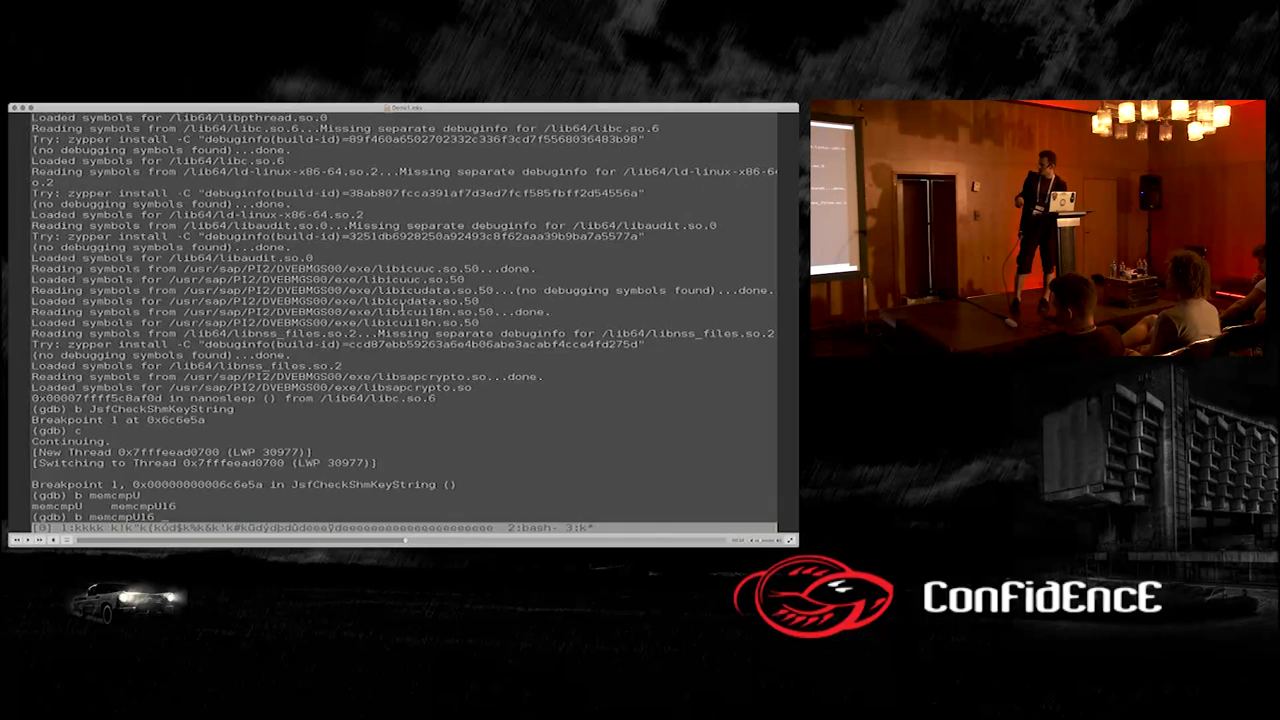 Demo1.mkv
Loaded symbols for /lib64/libpthread.so.0
Reading symbols from /lib64/libc.so.6...Missing separate debuginfo for /lib64/libc.so.6
Try: zypper install -C "debuginfo(build-id)=89f460a6502702332c336f3cd7f5568036483b98"
(no debugging symbols found)...done.
Loaded symbols for /lib64/libc.so.6
Reading symbols from /lib64/ld-linux-x86-64.so.2...Missing separate debuginfo for /lib64/ld-linux-x86-6
o.2
Try: zypper install -C "debuginfo(build-id)=38ab807fcca391af7d3ed7fcf585fbff2d54556a"
(no debugging symbols found)...done.
Loaded symbols for /lib64/ld-linux-x86-64.so.2
Reading symbols from /lib64/libaudit.so.0...Missing separate debuginfo for /lib64/libaudit.so.0
Try: zypper install -C "debuginfo(build-id)=3251db6928250a92493c8f62aaa39b9ba7a5577a"
(no debugging symbols found)...done.
Loaded symbols for /lib64/libaudit.so.0
Reading symbols from /usr/sap/PI2/DVEBMGS00/exe/libicuuc.so.50...done.
Loaded symbols for /usr/sap/PI2/DVEBMGS00/exe/libicuuc.so.50
Reading symbols from /usr/sap/PI2/DVEBMGS00/exe/libicudata.so.50...(no debugging symbols found)...done.
Loaded symbols for /usr/sap/PI2/DVEBMGS00/exe/libicudata.so.50
Reading symbols from /usr/sap/PI2/DVEBMGS00/exe/libicui18n.so.50...done.
Loaded symbols for /usr/sap/PI2/DVEBMGS00/exe/libicui18n.so.50
Reading symbols from /lib64/libnss_files.so.2...Missing separate debuginfo for /lib64/libnss_files.so.2
Try: zypper install -C "debuginfo(build-id)=ccd87ebb59263a6e4b06abe3acabf4cce4fd275d"
(no debugging symbols found)...done.
Loaded symbols for /lib64/libnss_files.so.2
Reading symbols from /usr/sap/PI2/DVEBMGS00/exe/libsapcrypto.so...done.
Loaded symbols for /usr/sap/PI2/DVEBMGS00/exe/libsapcrypto.so
0x00007ffff5c8af0d in nanosleep () from /lib64/libc.so.6
(gdb) b JsfCheckShmKeyString
Breakpoint 1 at 0x6c6e5a
(gdb) c
Continuing.
[New Thread 0x7fffeead0700 (LWP 30977)]
[Switching to Thread 0x7fffeead0700 (LWP 30977)]
Breakpoint 1, 0x00000000006c6e5a in JsfCheckShmKeyString ()
(gdb) b memcmpU
memcmpU memcmpU16
(gdb) b memcmpU16 _
2:bash- 3:k*
ConFidEncE